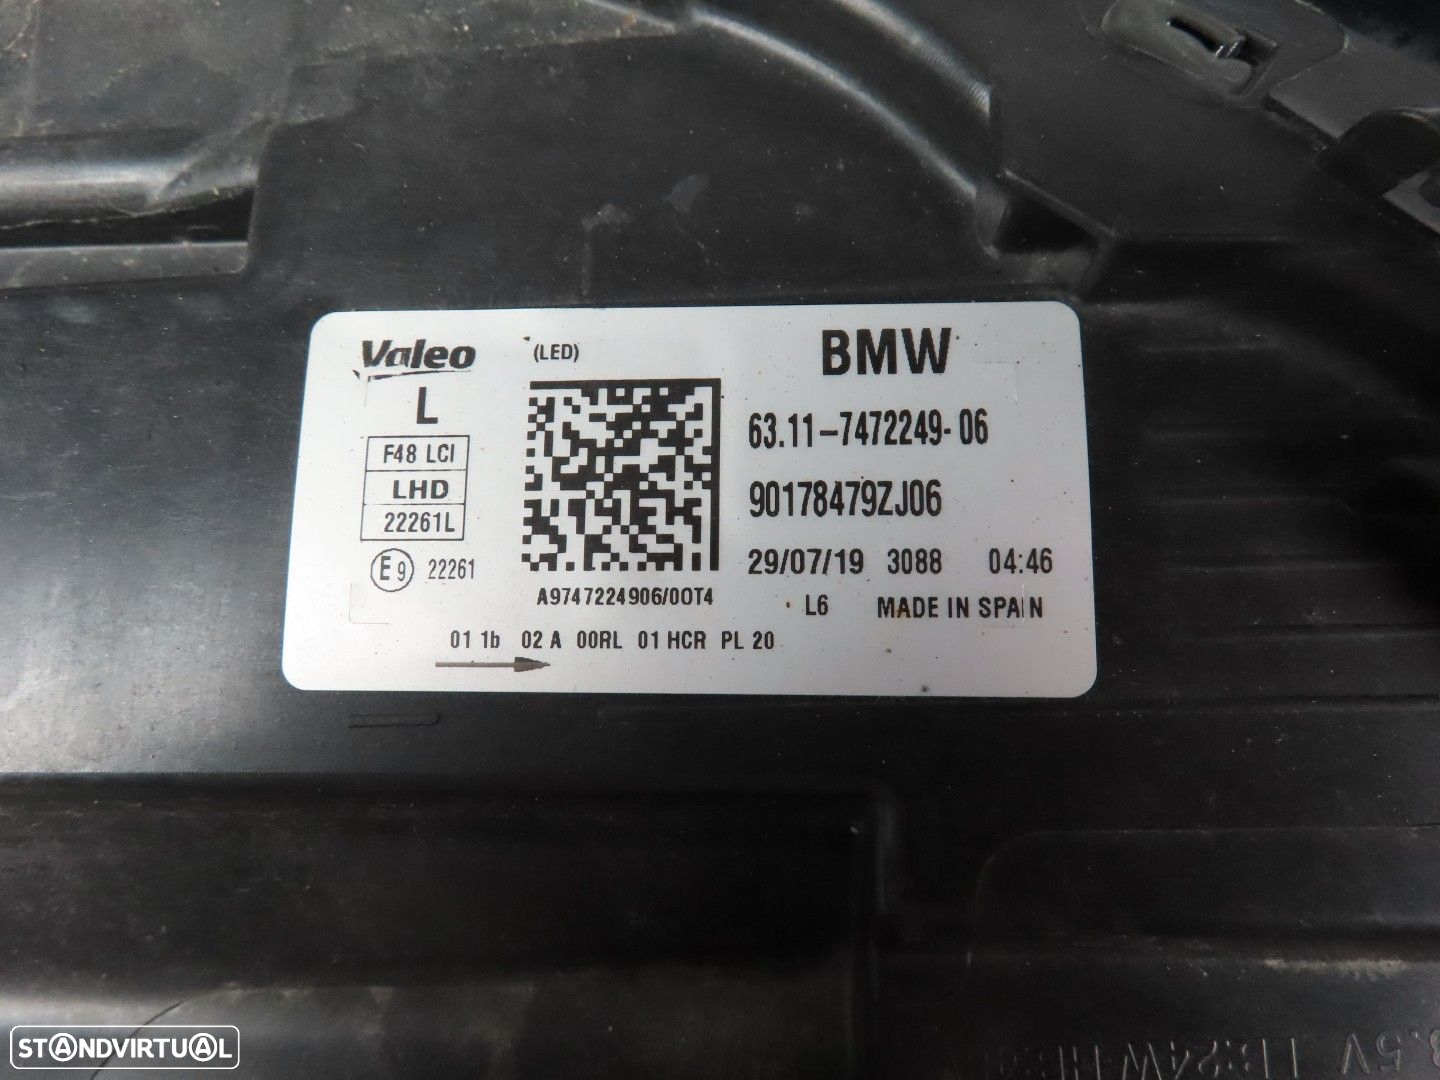 Valeo (LED) BMW
L
63.11-7472249-06
F48 LCI
LHD
90178479ZJ06
22261L
E9 22261
29/07/19 3088 04:46
A9747224906/00T4
L6 MADE IN SPAIN
01 1b 02 A 00RL 01 HCR PL 20
STANDVIRTUAL